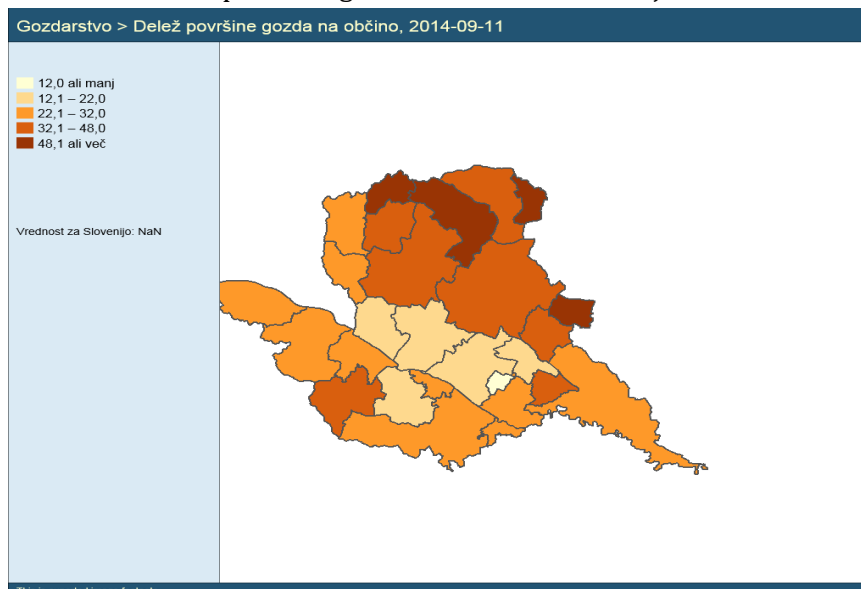 Gozdarstvo > Delež površine gozda na občino, 2014-09-11
12,0 ali manj
12,1 – 22,0
22,1 – 32,0
32,1 – 48,0
48,1 ali več
Vrednost za Slovenijo: NaN